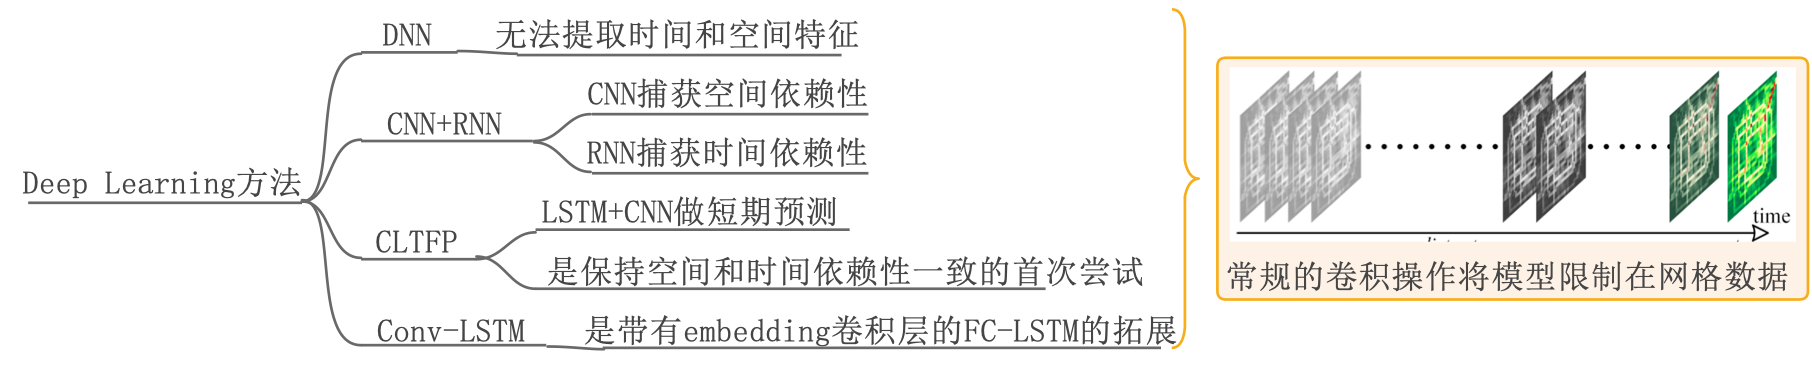 Deep Learning方法
DNN
无法提取时间和空间特征
CNN+RNN
CNN捕获空间依赖性
RNN捕获时间依赖性
CLTFP
LSTM+CNN做短期预测
是保持空间和时间依赖性一致的首次尝试
Conv-LSTM
是带有embedding卷积层的FC-LSTM的拓展
time
常规的卷积操作将模型限制在网格数据